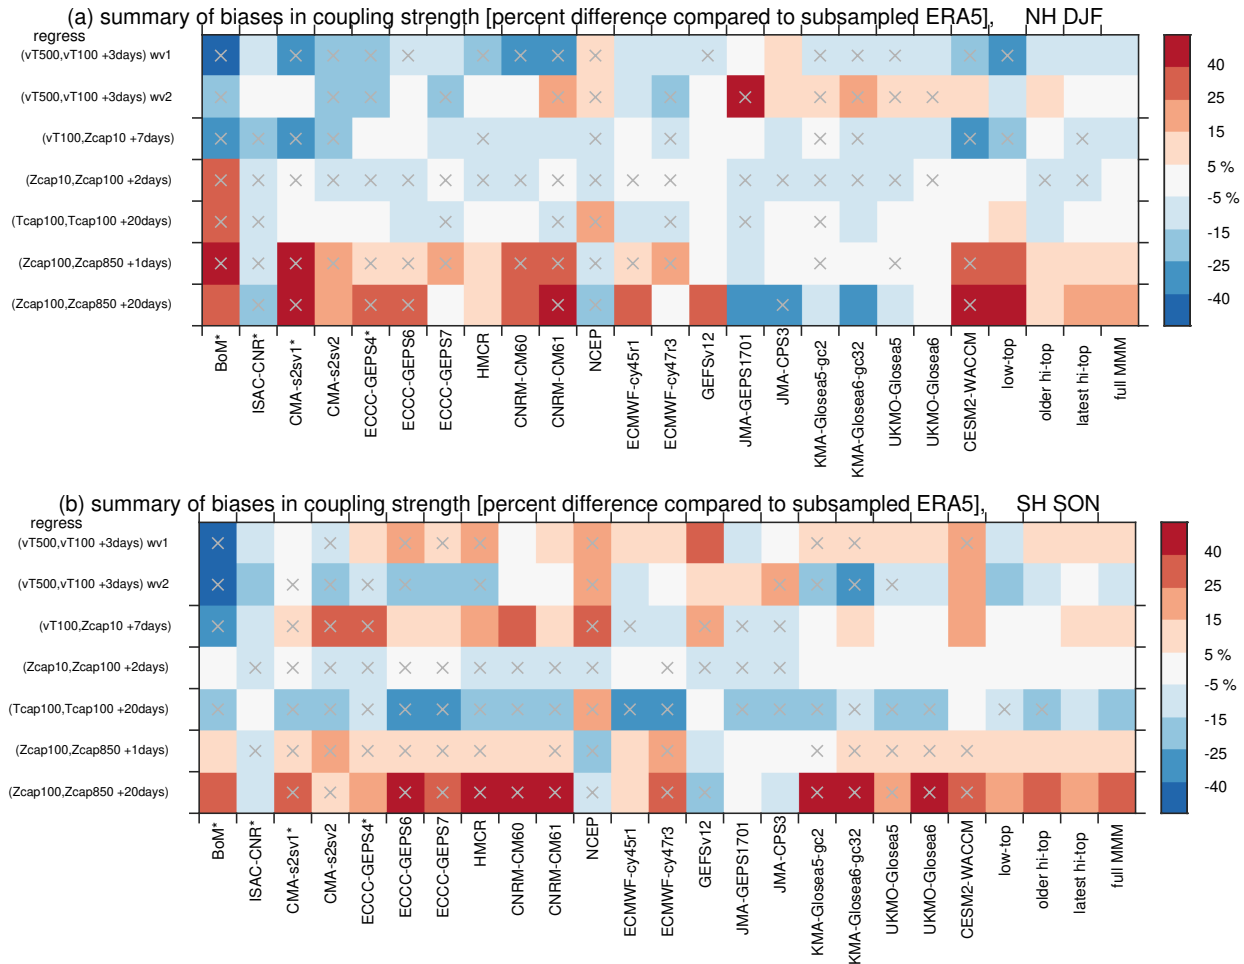 (a) summary of biases in coupling strength [percent difference compared to subsampled ERA5], NH DJF
regress
(vT500,vT100 +3days) wv1
(vT500,vT100 +3days) wv2
(vT100,Zcap10 +7days)
(Zcap10,Zcap100 +2days)
(Tcap100,Tcap100 +20days)
(Zcap100,Zcap850 +1days)
(Zcap100,Zcap850 +20days)
40
25
15
5 %
-5 %
-15
-25
-40
BoM*
ISAC-CNR*
CMA-s2sv1*
CMA-s2sv2
ECCC-GEPS4*
ECCC-GEPS6
ECCC-GEPS7
HMCR
CNRM-CM60
CNRM-CM61
NCEP
ECMWF-cy45r1
ECMWF-cy47r3
GEFSv12
JMA-GEPS1701
JMA-CPS3
KMA-Glosea5-gc2
KMA-Glosea6-gc32
UKMO-Glosea5
UKMO-Glosea6
CESM2-WACCM
low-top
older hi-top
latest hi-top
full MMM
(b) summary of biases in coupling strength [percent difference compared to subsampled ERA5], SH SON
regress
(vT500,vT100 +3days) wv1
(vT500,vT100 +3days) wv2
(vT100,Zcap10 +7days)
(Zcap10,Zcap100 +2days)
(Tcap100,Tcap100 +20days)
(Zcap100,Zcap850 +1days)
(Zcap100,Zcap850 +20days)
40
25
15
5 %
-5 %
-15
-25
-40
BoM*
ISAC-CNR*
CMA-s2sv1*
CMA-s2sv2
ECCC-GEPS4*
ECCC-GEPS6
ECCC-GEPS7
HMCR
CNRM-CM60
CNRM-CM61
NCEP
ECMWF-cy45r1
ECMWF-cy47r3
GEFSv12
JMA-GEPS1701
JMA-CPS3
KMA-Glosea5-gc2
KMA-Glosea6-gc32
UKMO-Glosea5
UKMO-Glosea6
CESM2-WACCM
low-top
older hi-top
latest hi-top
full MMM